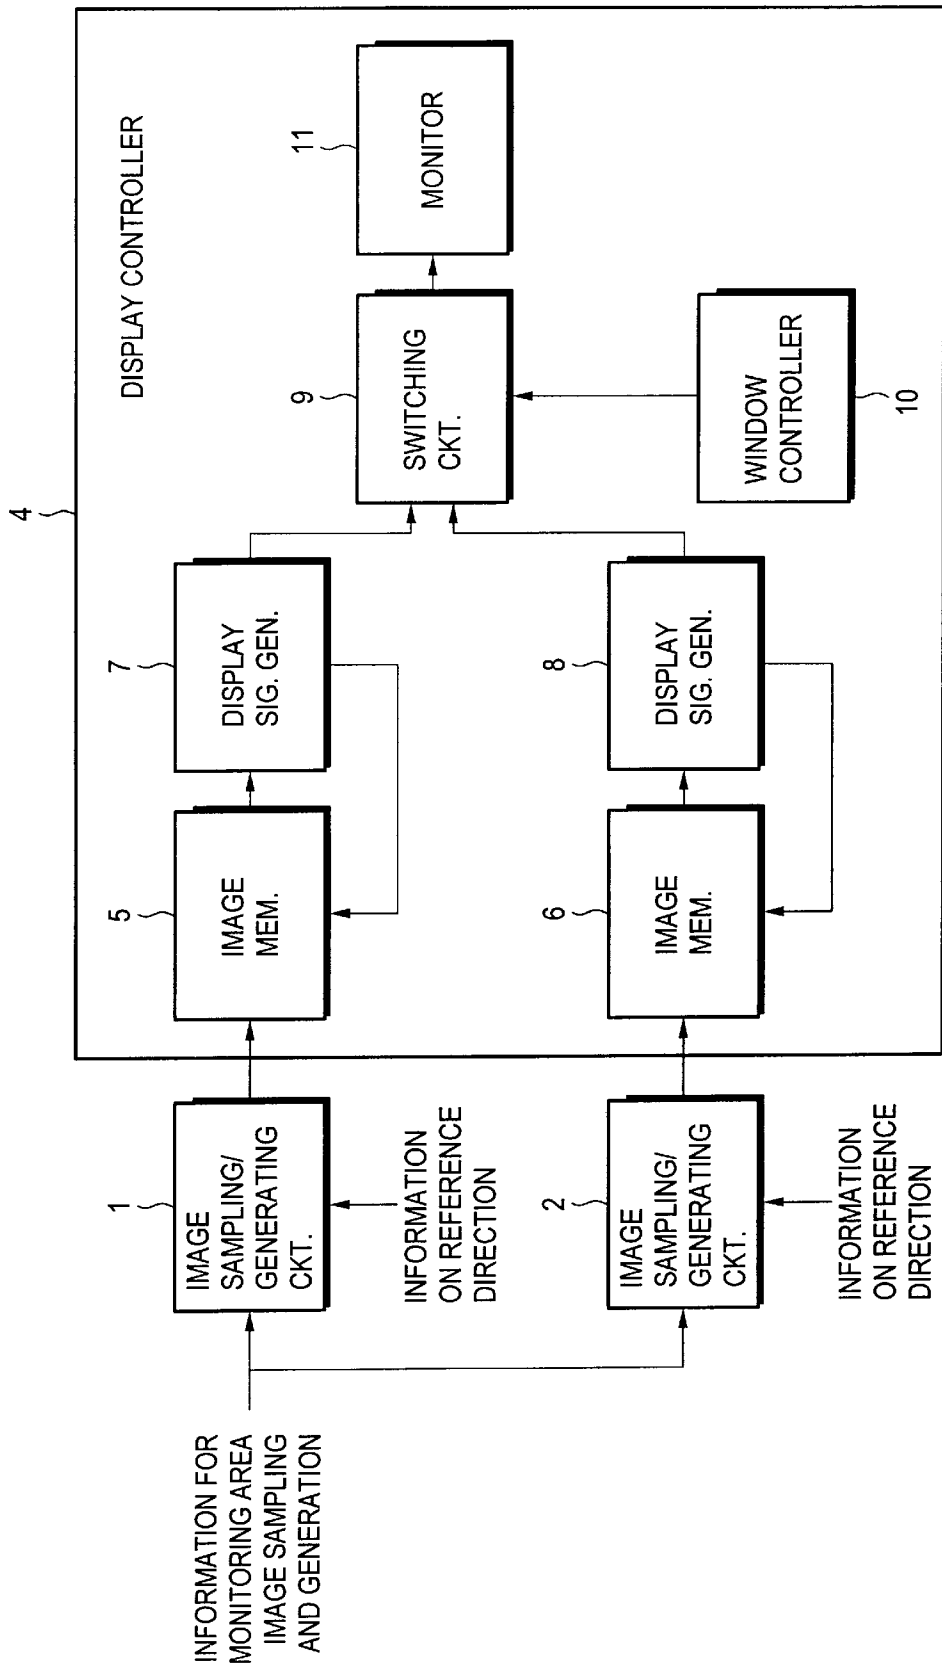 4
DISPLAY CONTROLLER
INFORMATION FOR
MONITORING AREA
IMAGE SAMPLING
AND GENERATION
1
IMAGE
SAMPLING/
GENERATING
CKT.
INFORMATION
ON REFERENCE
DIRECTION
5
IMAGE
MEM.
7
DISPLAY
SIG. GEN.
9
SWITCHING
CKT.
11
MONITOR
2
IMAGE
SAMPLING/
GENERATING
CKT.
INFORMATION
ON REFERENCE
DIRECTION
6
IMAGE
MEM.
8
DISPLAY
SIG. GEN.
WINDOW
CONTROLLER
10